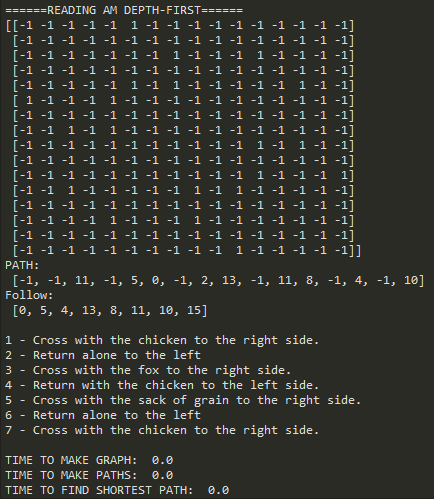 ======READING AM DEPTH-FIRST======
[[-1 -1 -1 -1 -1  1 -1 -1 -1 -1 -1 -1 -1 -1 -1 -1]
[-1 -1 -1 -1 -1 -1 -1 -1 -1 -1 -1 -1 -1 -1 -1 -1]
[-1 -1 -1 -1 -1 -1 -1  1 -1 -1 -1  1 -1 -1 -1 -1]
[-1 -1 -1 -1 -1 -1 -1 -1 -1 -1 -1 -1 -1 -1 -1 -1]
[-1 -1 -1 -1 -1  1 -1  1 -1 -1 -1 -1 -1  1 -1 -1]
[ 1 -1 -1 -1  1 -1 -1 -1 -1 -1 -1 -1 -1 -1 -1 -1]
[-1 -1 -1 -1 -1 -1 -1 -1 -1 -1 -1 -1 -1 -1 -1 -1]
[-1 -1  1 -1  1 -1 -1 -1 -1 -1 -1 -1 -1 -1 -1 -1]
[-1 -1 -1 -1 -1 -1 -1 -1 -1 -1 -1  1 -1  1 -1 -1]
[-1 -1 -1 -1 -1 -1 -1 -1 -1 -1 -1 -1 -1 -1 -1 -1]
[-1 -1 -1 -1 -1 -1 -1 -1 -1 -1 -1  1 -1 -1 -1  1]
[-1 -1  1 -1 -1 -1 -1 -1  1 -1  1 -1 -1 -1 -1 -1]
[-1 -1 -1 -1 -1 -1 -1 -1 -1 -1 -1 -1 -1 -1 -1 -1]
[-1 -1 -1 -1  1 -1 -1 -1  1 -1 -1 -1 -1 -1 -1 -1]
[-1 -1 -1 -1 -1 -1 -1 -1 -1 -1 -1 -1 -1 -1 -1 -1]
[-1 -1 -1 -1 -1 -1 -1 -1 -1 -1  1 -1 -1 -1 -1 -1]]
PATH:
[-1, -1, 11, -1, 5, 0, -1, 2, 13, -1, 11, 8, -1, 4, -1, 10]
Follow:
[0, 5, 4, 13, 8, 11, 10, 15]
1 - Cross with the chicken to the right side.
2 - Return alone to the left
3 - Cross with the fox to the right side.
4 - Return with the chicken to the left side.
5 - Cross with the sack of grain to the right side.
6 - Return alone to the left
7 - Cross with the chicken to the right side.
TIME TO MAKE GRAPH:  0.0
TIME TO MAKE PATHS:  0.0
TIME TO FIND SHORTEST PATH:  0.0